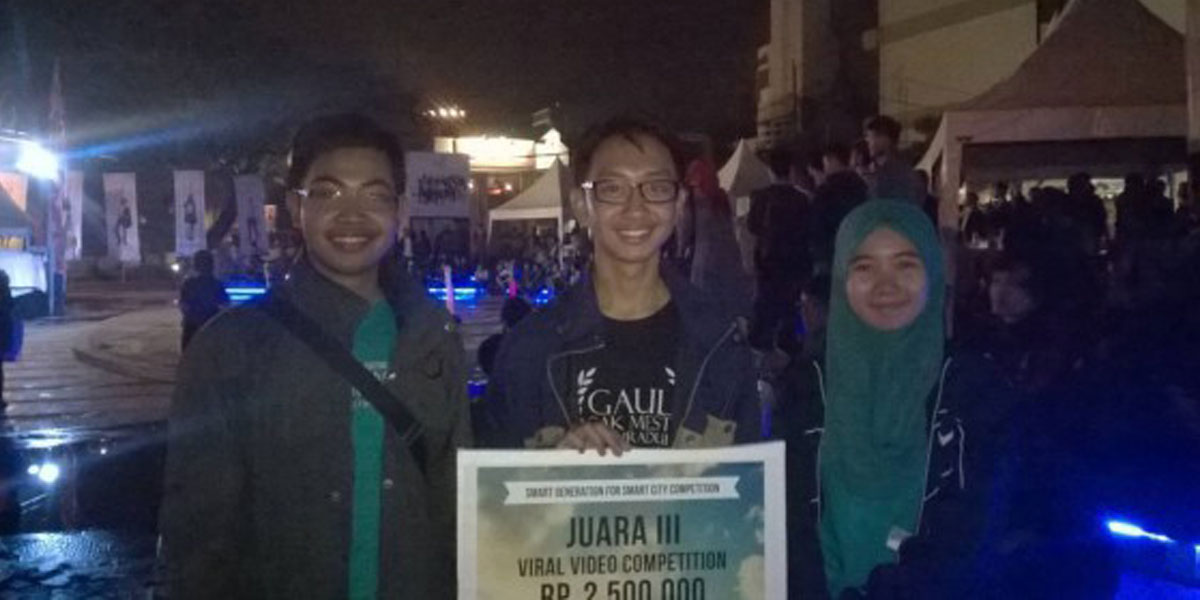 GAUL
SMART GENERATION FOR SMART CITY COMPETITION
JUARA III
VIRAL VIDEO COMPETITION
RP 2.500.000